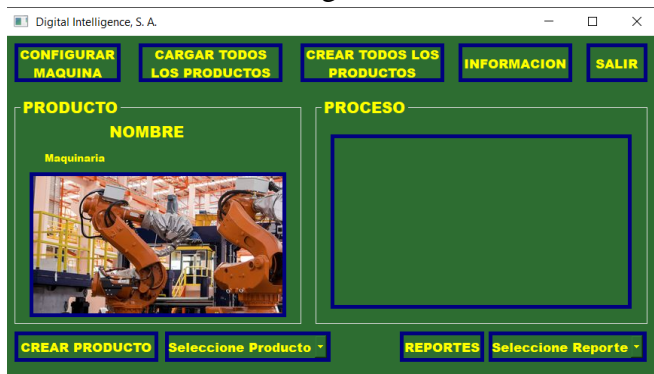 Digital Intelligence, S. A.
CONFIGURAR MAQUINA
CARGAR TODOS LOS PRODUCTOS
CREAR TODOS LOS PRODUCTOS
INFORMACION
SALIR
PRODUCTO
PROCESO
NOMBRE
Maquinaria
CREAR PRODUCTO
Seleccione Producto
REPORTES
Seleccione Reporte